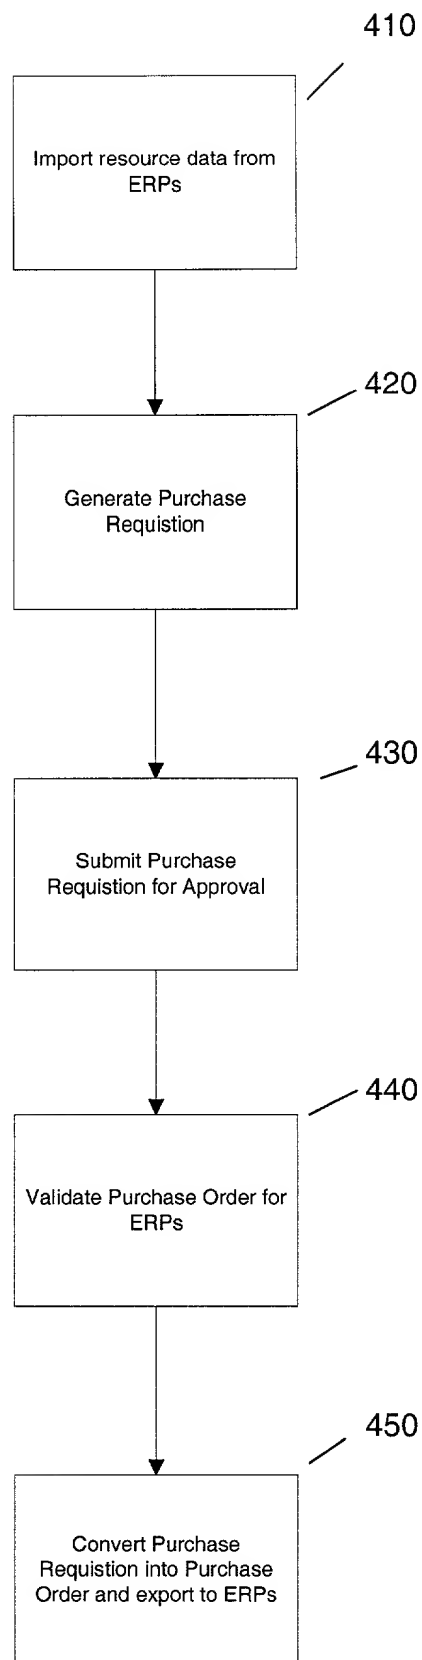 410
Import resource data from
ERPs
420
Generate Purchase
Requistion
430
Submit Purchase
Requistion for Approval
440
Validate Purchase Order for
ERPs
450
Convert Purchase
Requistion into Purchase
Order and export to ERPs